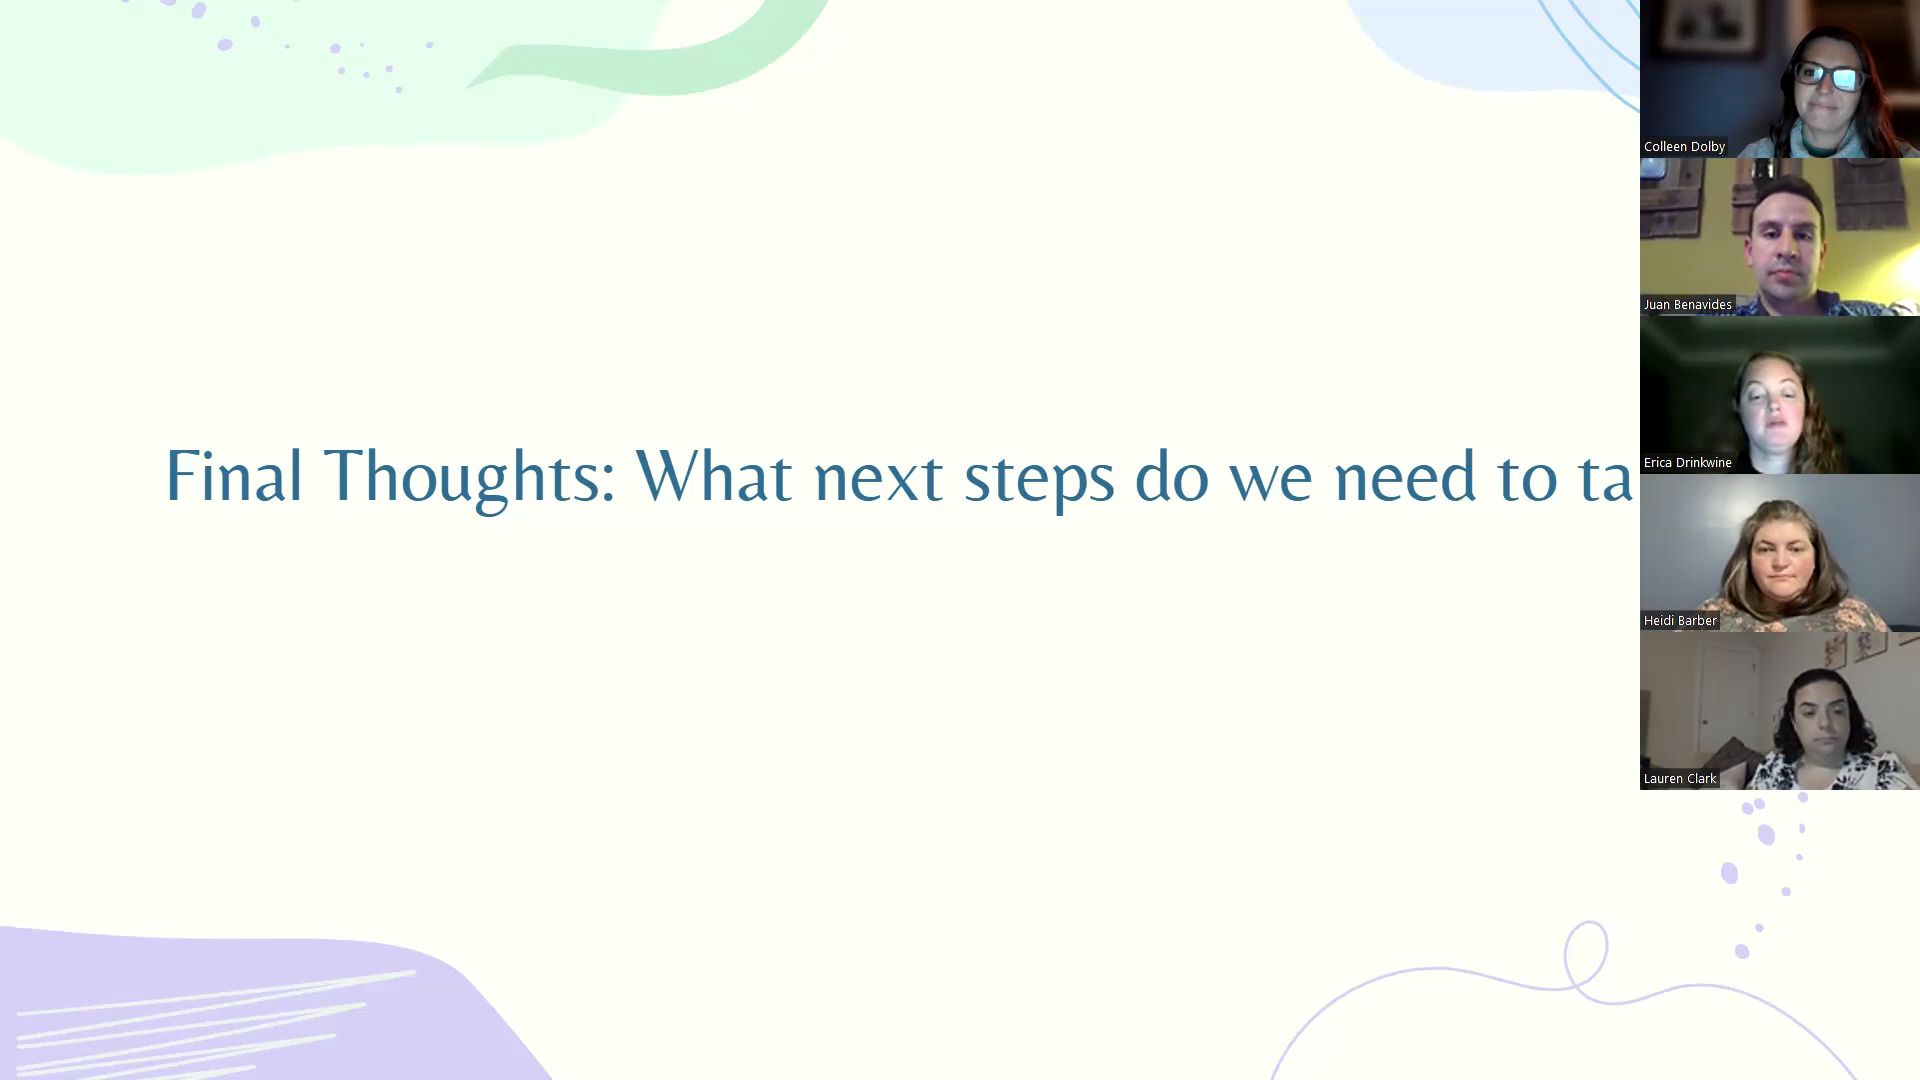 Final Thoughts: What next steps do we need to ta
Colleen Dolby
Juan Benavides
Erica Drinkwine
Heidi Barber
Lauren Clark